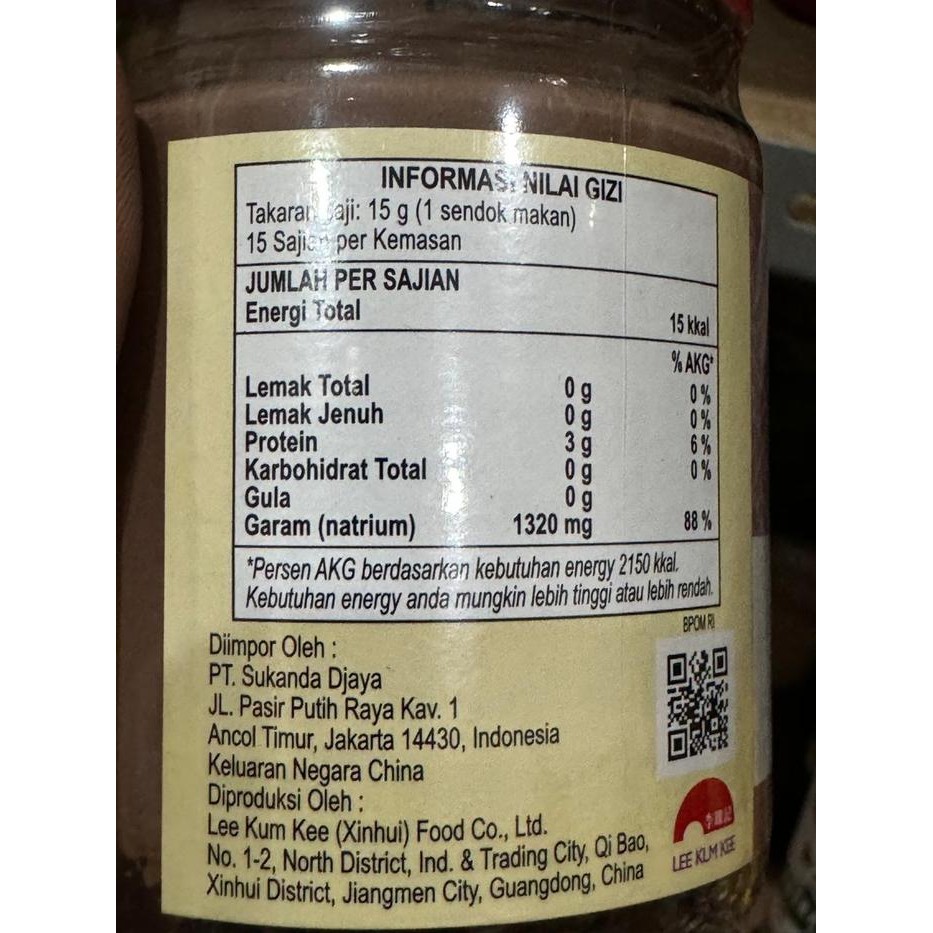 INFORMASI NILAI GIZI
Takaran Saji: 15 g (1 sendok makan)
15 Sajian per Kemasan
JUMLAH PER SAJIAN
Energi Total 15 kkal
% AKG*
Lemak Total 0 g 0 %
Lemak Jenuh 0 g 0 %
Protein 3 g 6 %
Karbohidrat Total 0 g 0 %
Gula 0 g
Garam (natrium) 1320 mg 88 %
*Persen AKG berdasarkan kebutuhan energy 2150 kkal.
Kebutuhan energy anda mungkin lebih tinggi atau lebih rendah.
BPOM RI
Diimpor Oleh :
PT. Sukanda Djaya
JL. Pasir Putih Raya Kav. 1
Ancol Timur, Jakarta 14430, Indonesia
Keluaran Negara China
Diproduksi Oleh :
Lee Kum Kee (Xinhui) Food Co., Ltd.
No. 1-2, North District, Ind. & Trading City, Qi Bao,
Xinhui District, Jiangmen City, Guangdong, China
李錦記
LEE KUM KEE